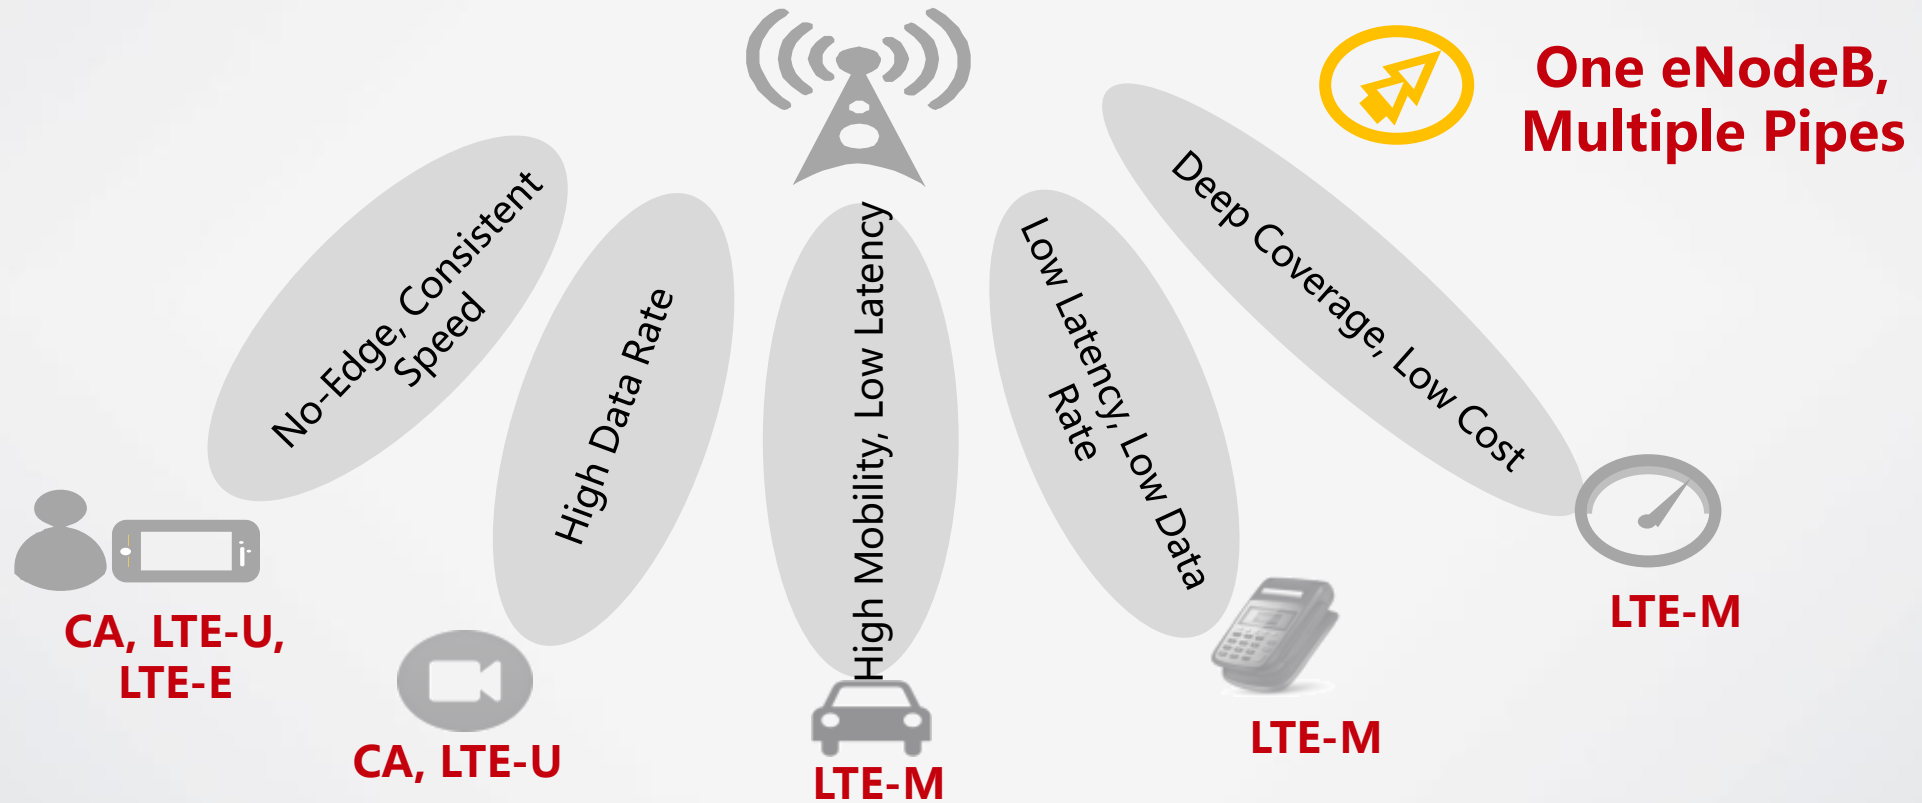 One eNodeB,
Multiple Pipes
No-Edge, Consistent
Speed
High Data Rate
High Mobility, Low Latency
Low Latency, Low Data
Rate
Deep Coverage, Low Cost
CA, LTE-U,
LTE-E
CA, LTE-U
LTE-M
LTE-M
LTE-M